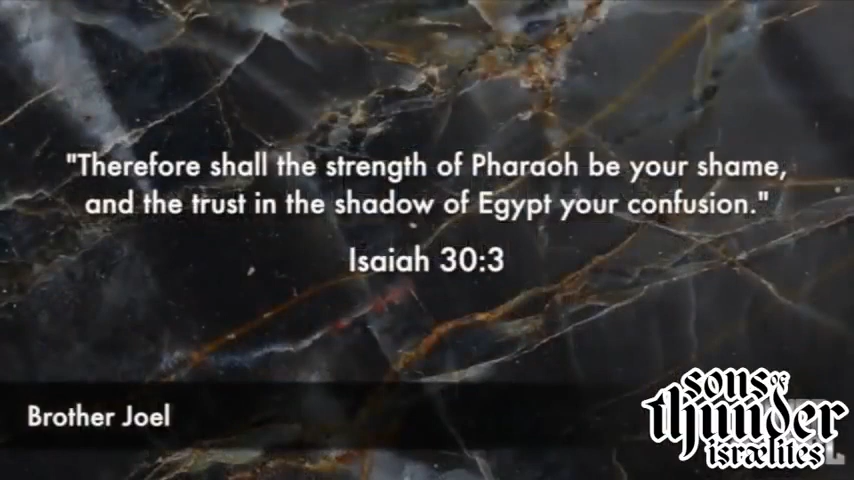 "Therefore shall the strength of Pharaoh be your shame,
and the trust in the shadow of Egypt your confusion."
Isaiah 30:3
Brother Joel
sons of
thunder
israelites